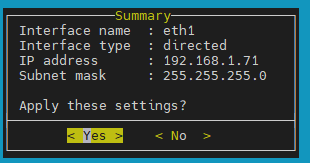 Summary
Interface name : eth1
Interface type : directed
IP address : 192.168.1.71
Subnet mask : 255.255.255.0
Apply these settings?
< Yes > < No >